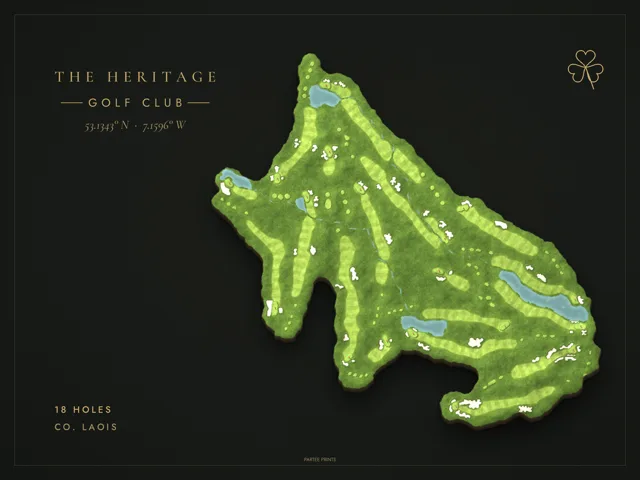 THE HERITAGE
GOLF CLUB
53.1343° N · 7.1596° W
18 HOLES
CO. LAOIS
PARTEE PRINTS